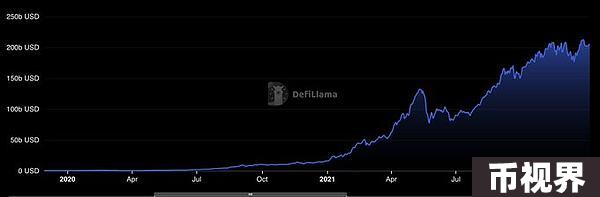 250b USD
200b USD
150b USD
100b USD
50b USD
0 USD
DefiLlama
2020
Apr
Jul
Oct
2021
Apr
Jul
币视界